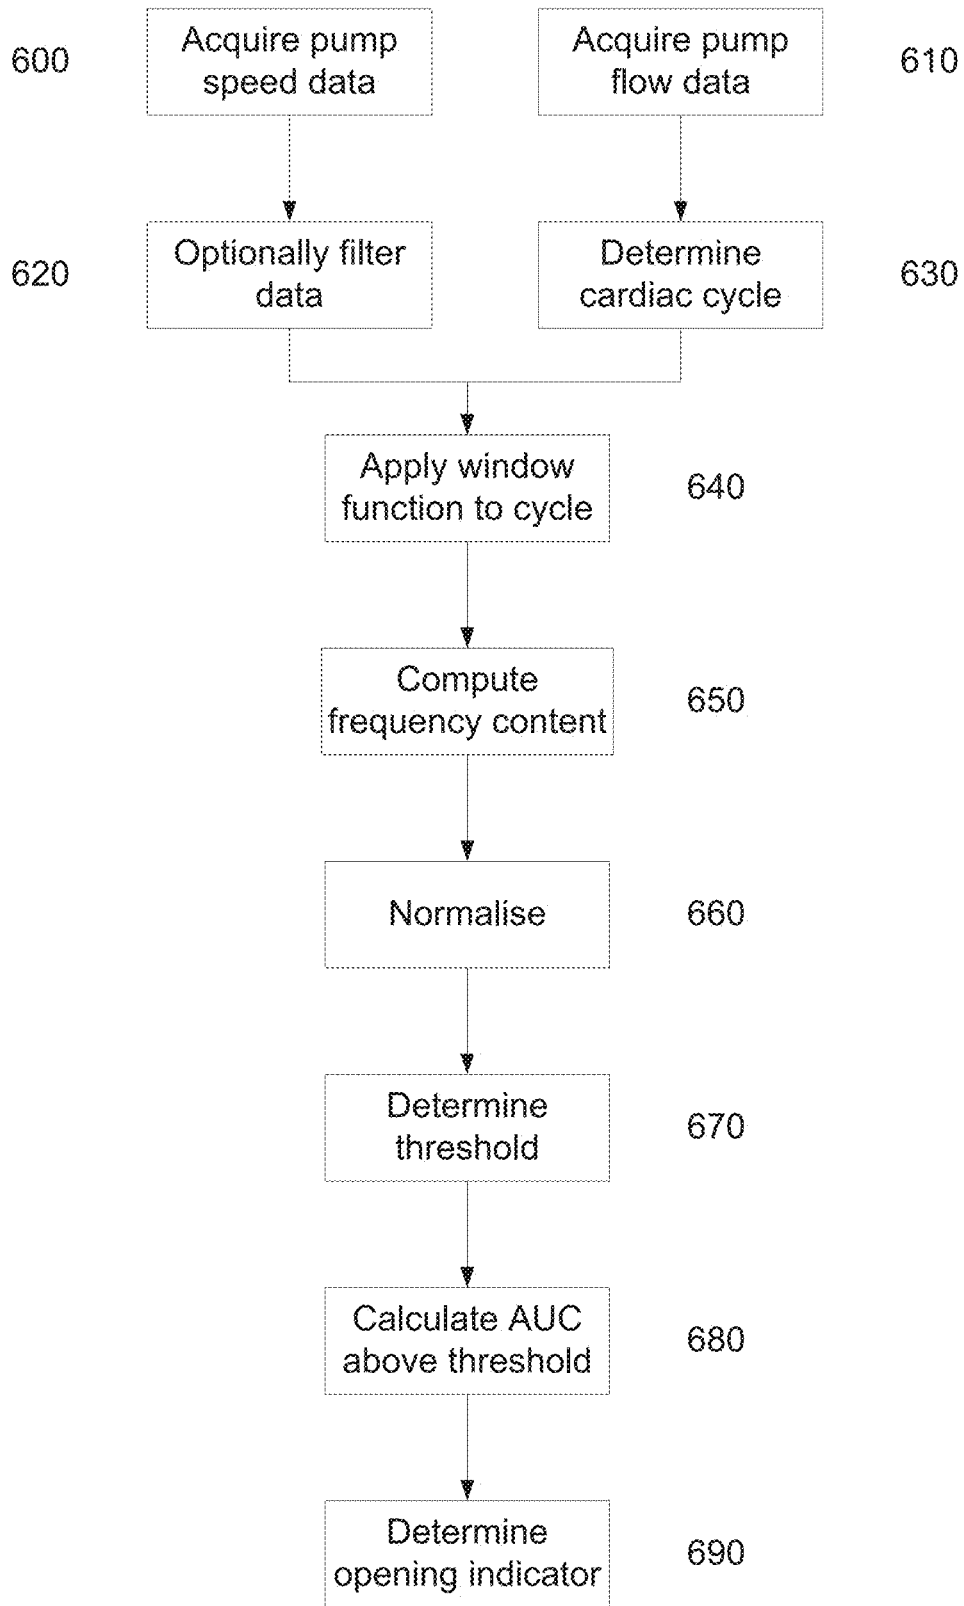 600
Acquire pump
speed data
Acquire pump
flow data
610
620
Optionally filter
data
Determine
cardiac cycle
630
Apply window
function to cycle
640
Compute
frequency content
650
Normalise
660
Determine
threshold
670
Calculate AUC
above threshold
680
Determine
opening indicator
690